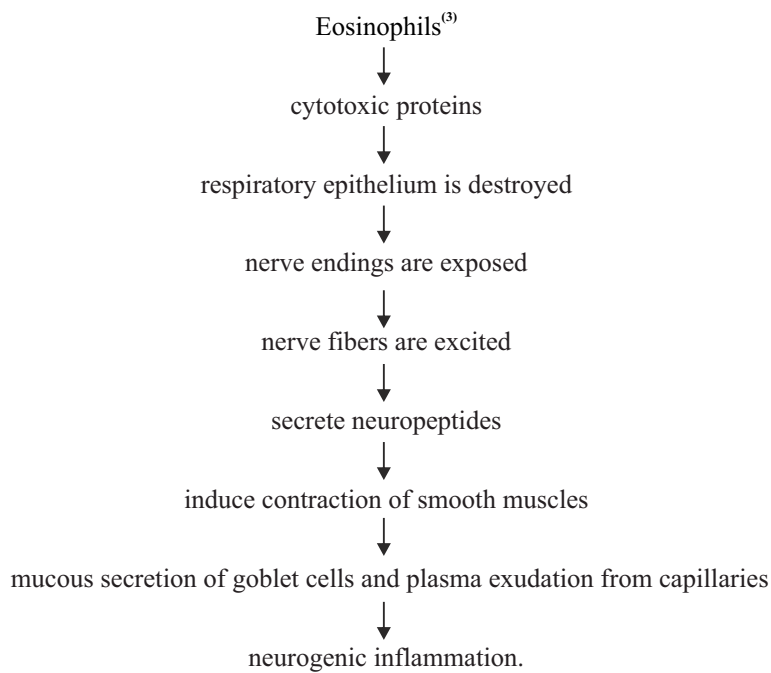 Eosinophils(3)
cytotoxic proteins
respiratory epithelium is destroyed
nerve endings are exposed
nerve fibers are excited
secrete neuropeptides
induce contraction of smooth muscles
mucous secretion of goblet cells and plasma exudation from capillaries
neurogenic inflammation.